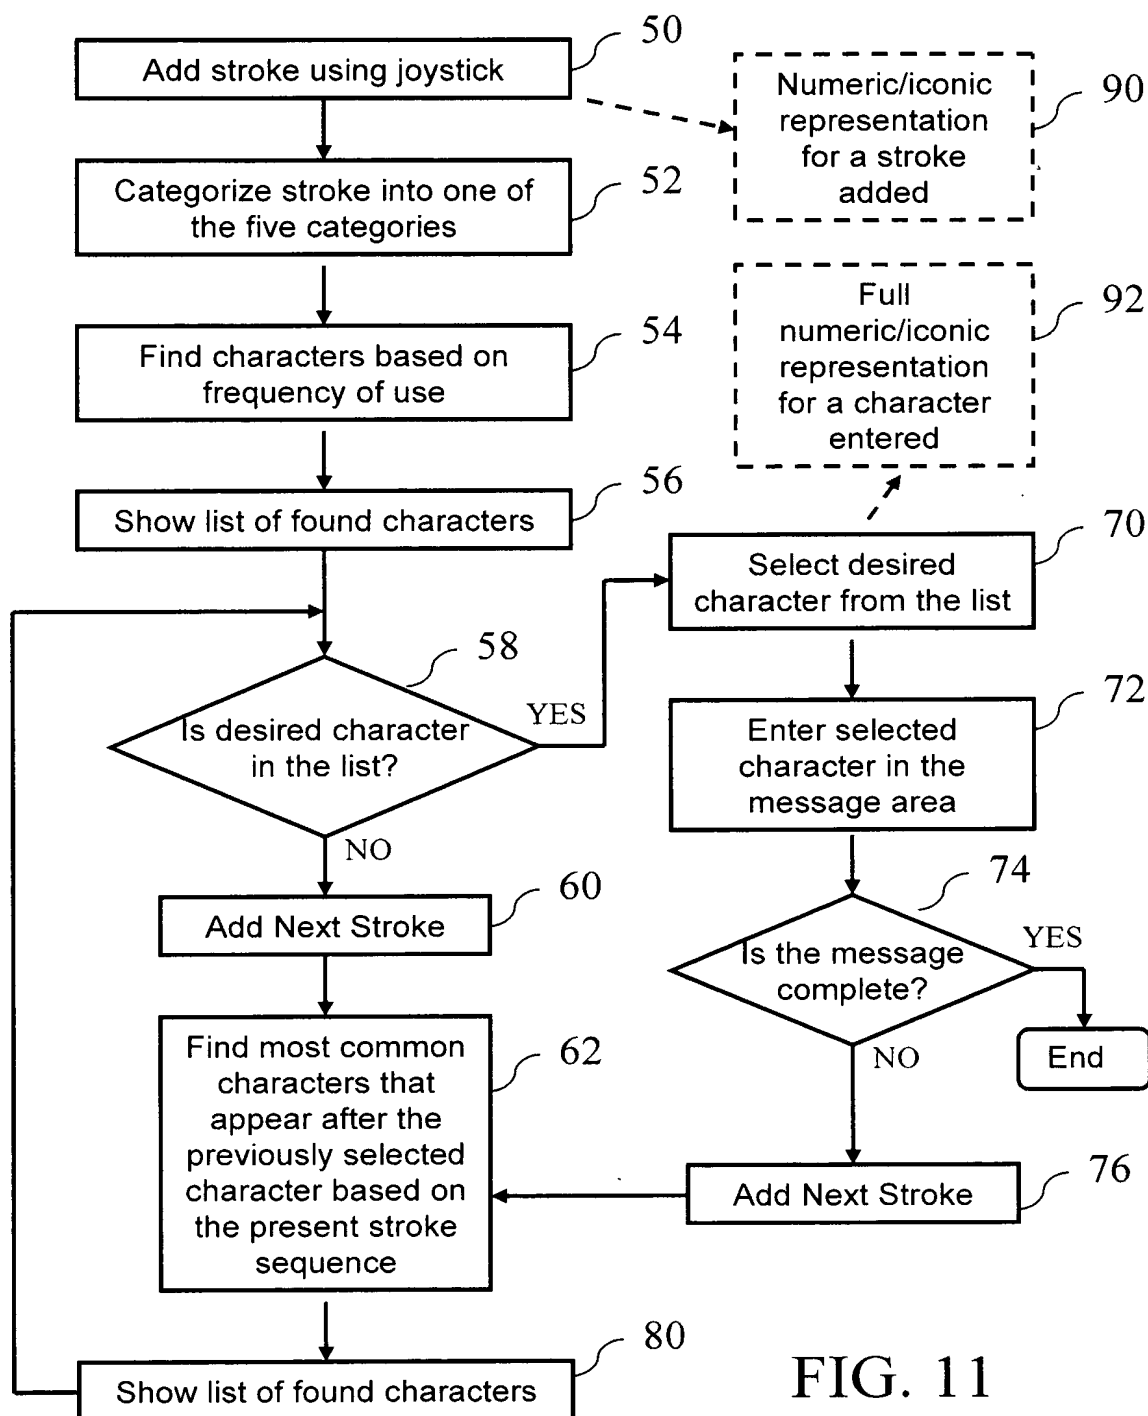 50
Add stroke using joystick
90
Numeric/iconic
representation
for a stroke
added
52
Categorize stroke into one of
the five categories
92
Full
numeric/iconic
representation
for a character
entered
54
Find characters based on
frequency of use
56
Show list of found characters
70
Select desired
character from the list
58
Is desired character
in the list?
YES
NO
72
Enter selected
character in the
message area
74
Is the message
complete?
YES
NO
End
60
Add Next Stroke
62
Find most common
characters that
appear after the
previously selected
character based on
the present stroke
sequence
76
Add Next Stroke
80
Show list of found characters
FIG. 11